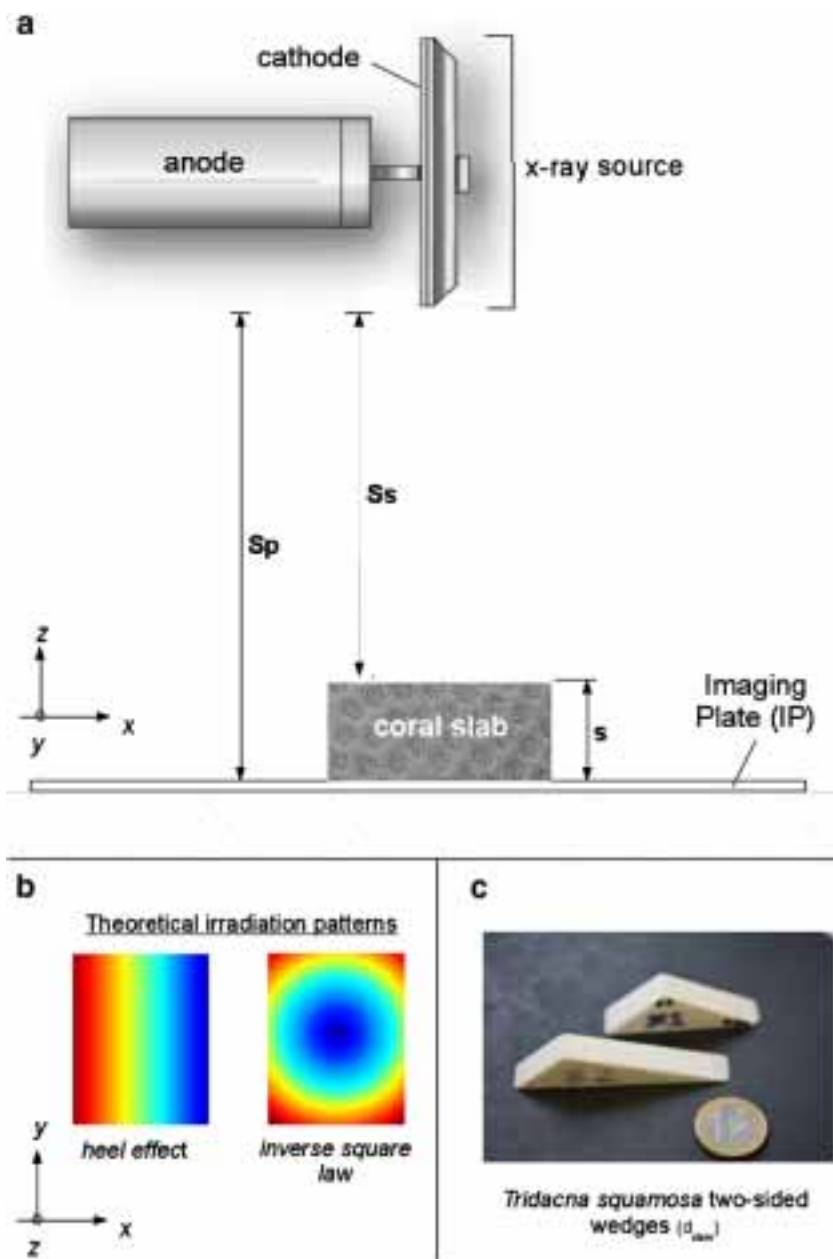 a
cathode
anode
x-ray source
Ss
Sp
z
x
y
coral slab
s
Imaging
Plate (IP)
b
Theoretical irradiation patterns
heel effect
inverse square
law
y
x
z
c
Tridacna squamosa two-sided
wedges